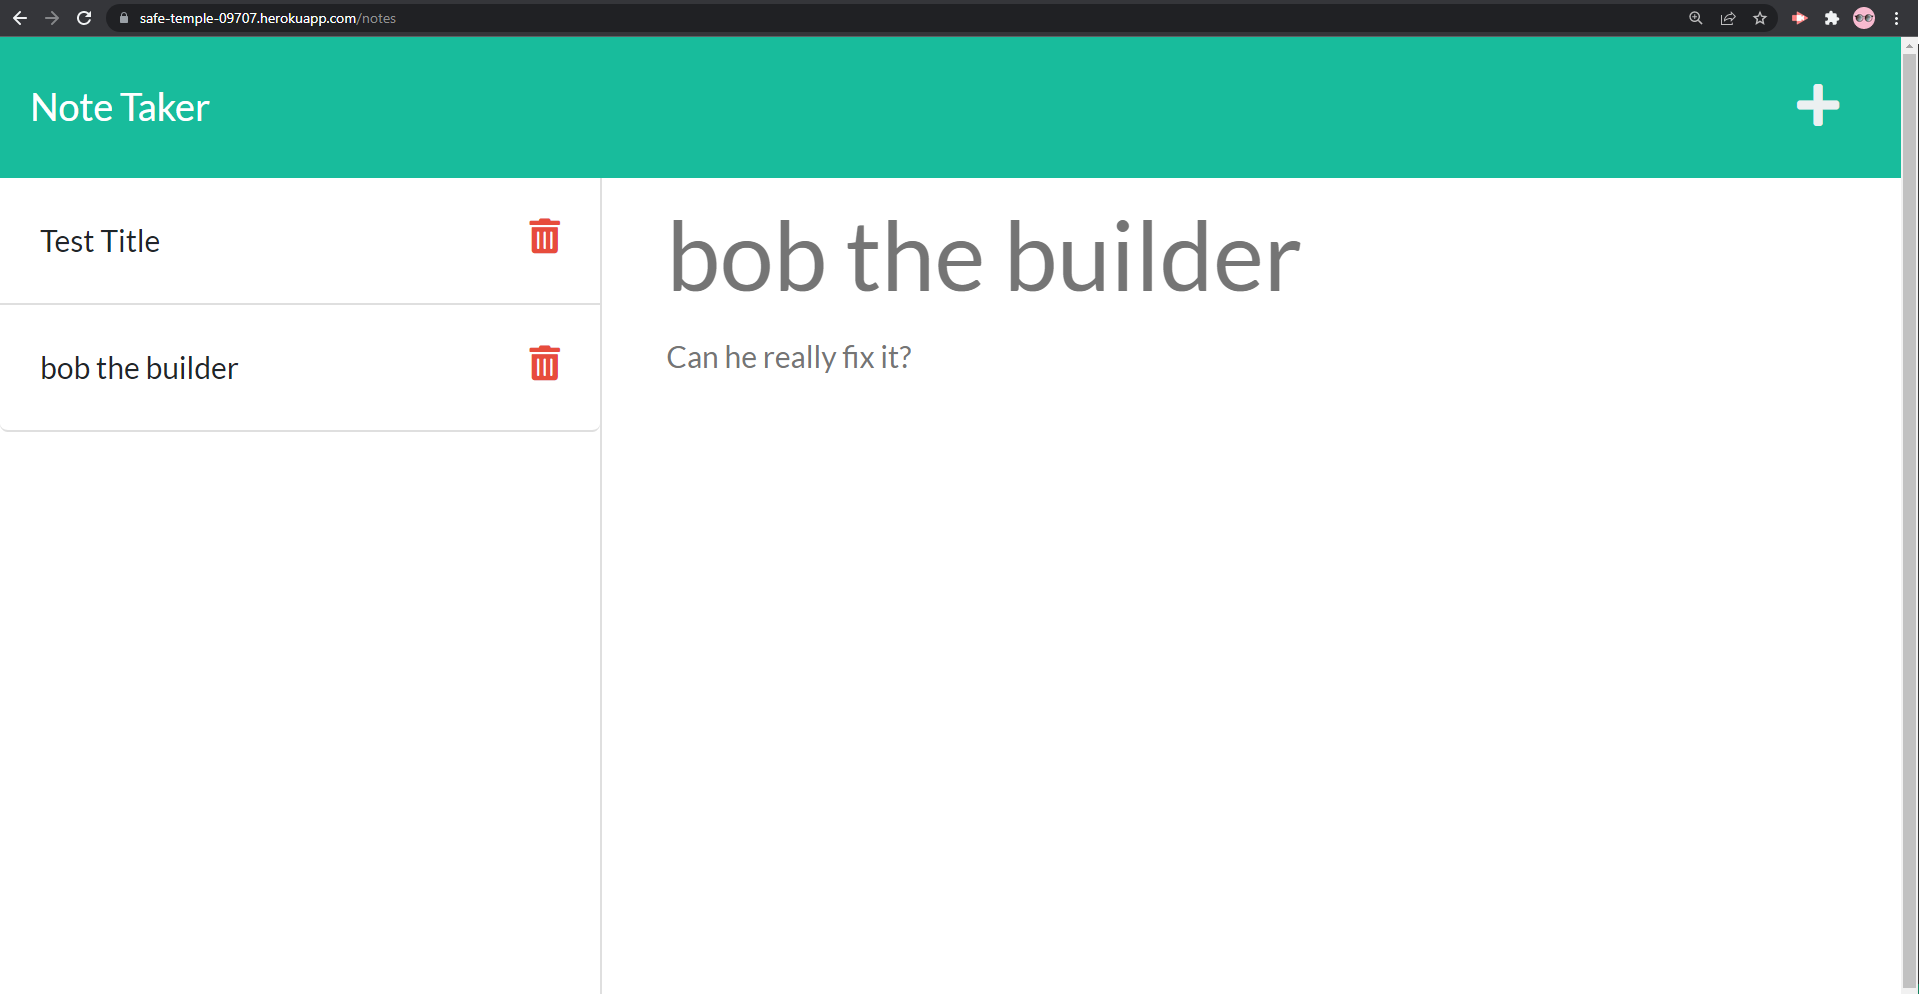 safe-temple-09707.herokuapp.com/notes
Note Taker
Test Title
bob the builder
bob the builder
Can he really fix it?